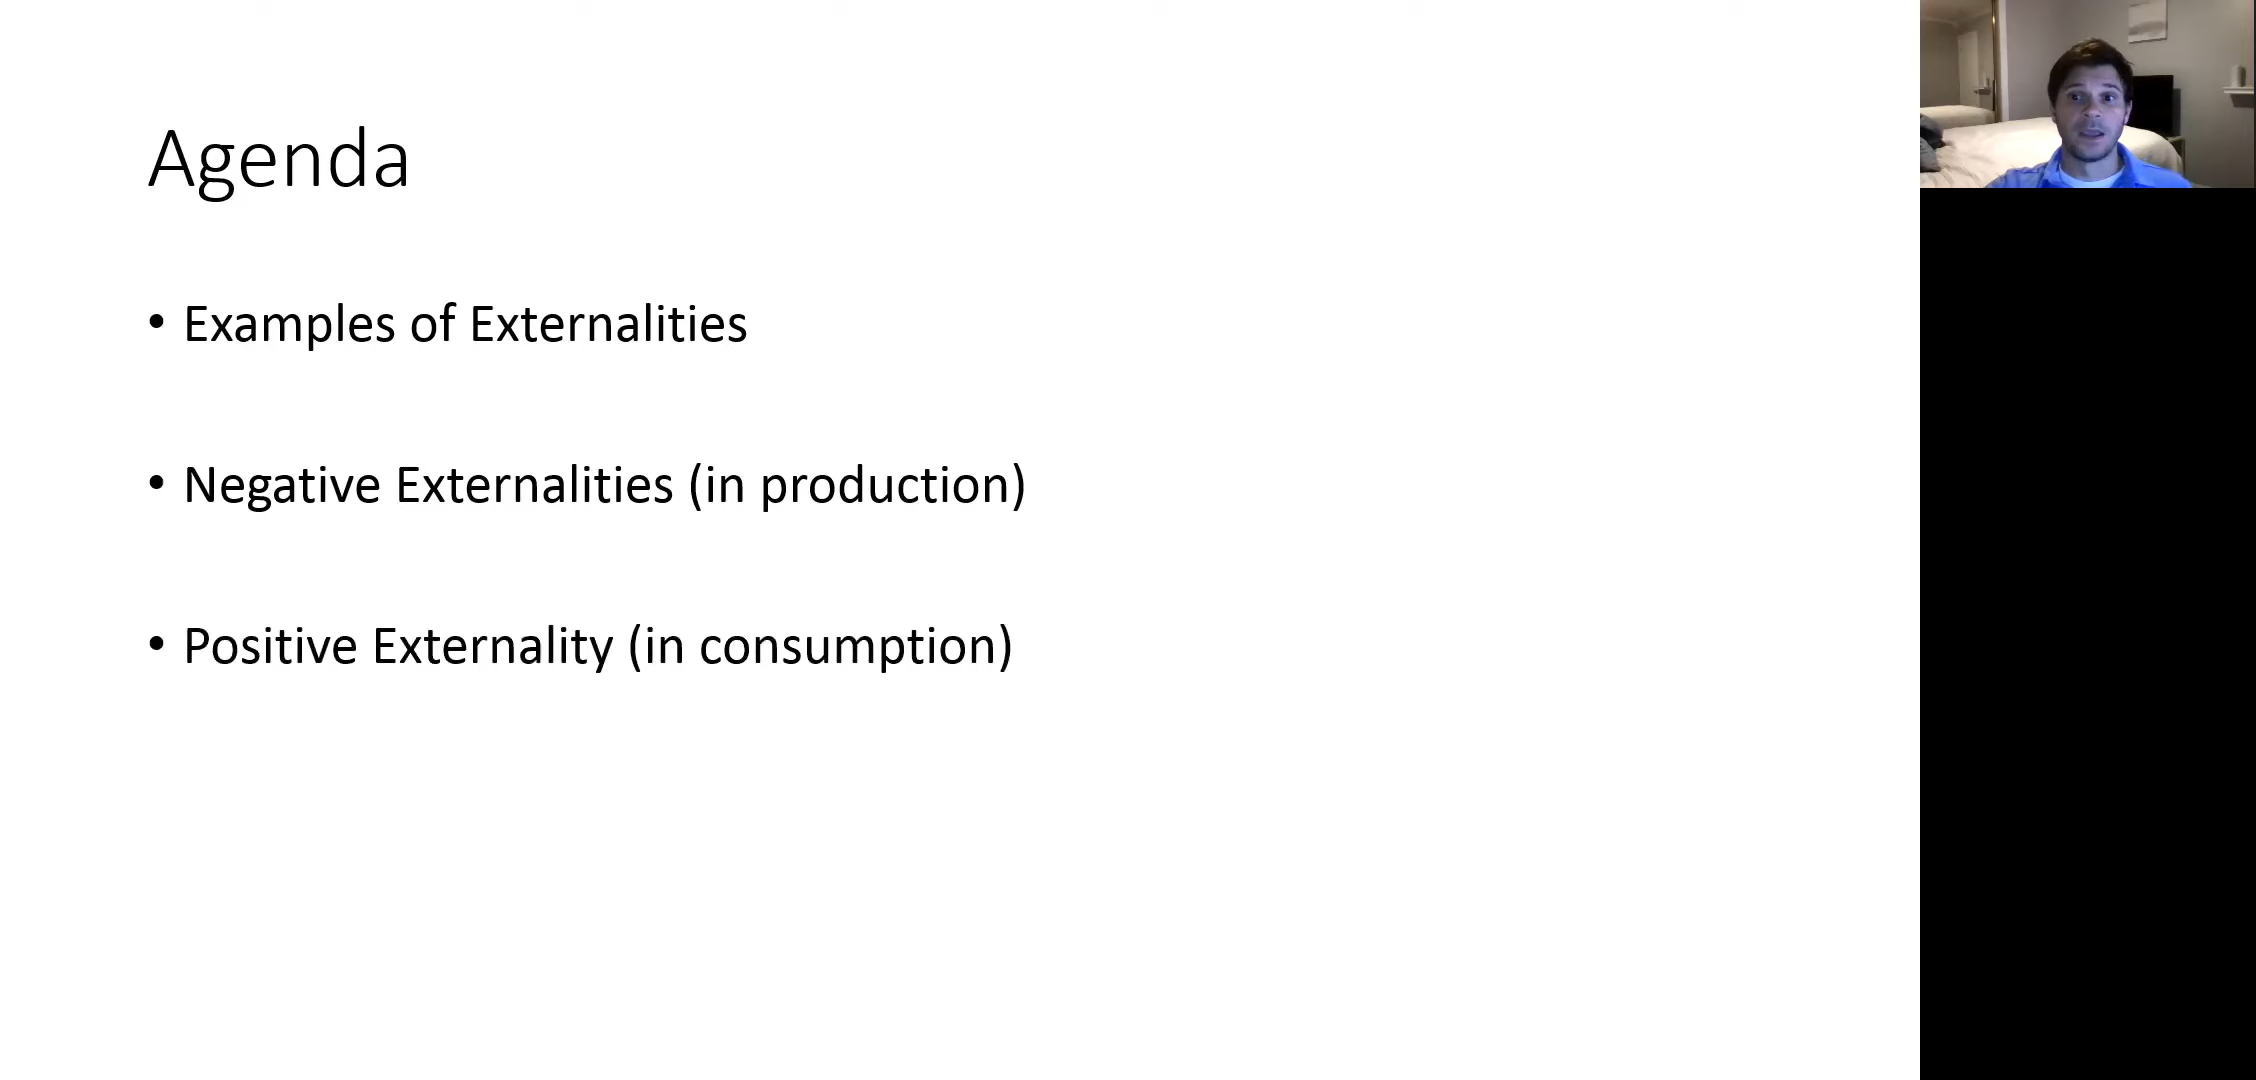 Agenda
• Examples of Externalities
• Negative Externalities (in production)
• Positive Externality (in consumption)